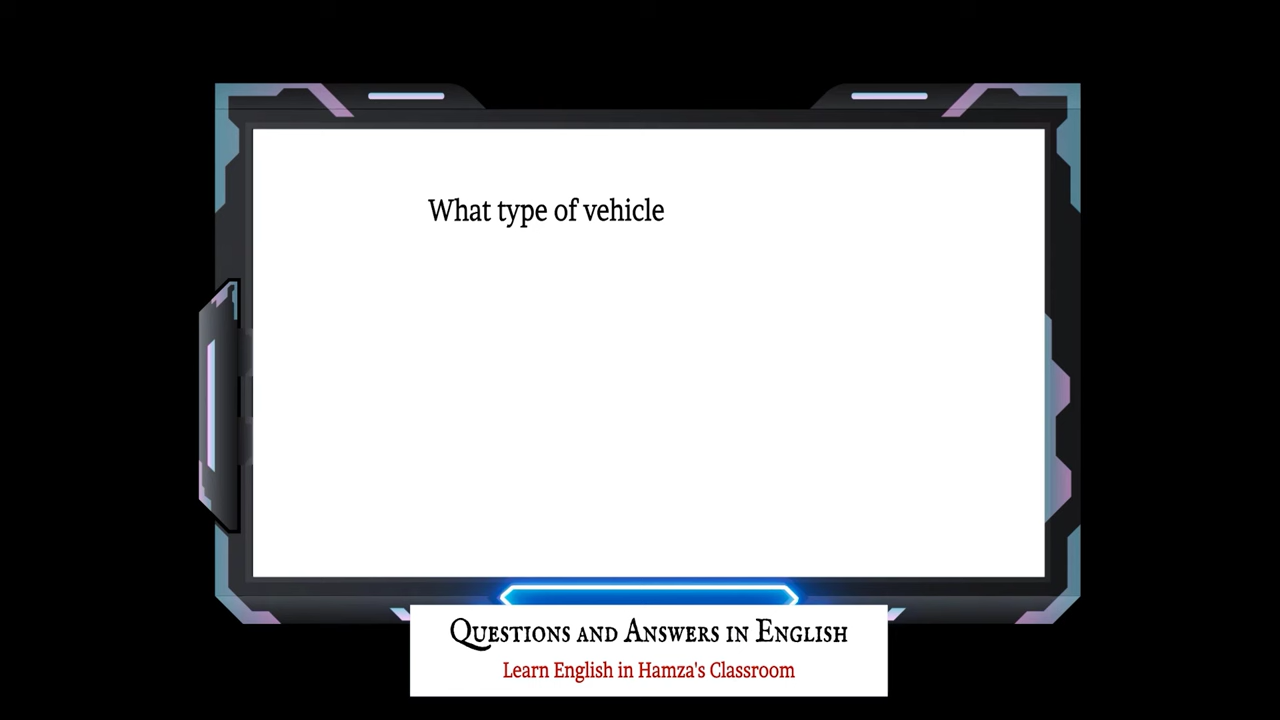 What type of vehicle
Questions and Answers in English
Learn English in Hamza's Classroom